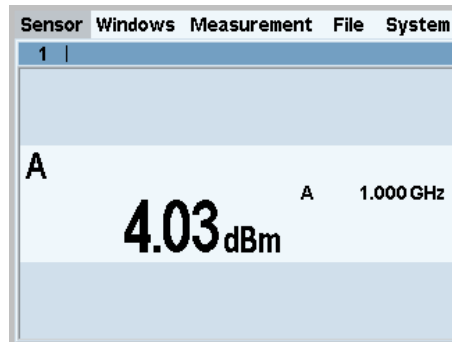 Sensor Windows Measurement File System
1
A
A 1.000 GHz
4.03 dBm